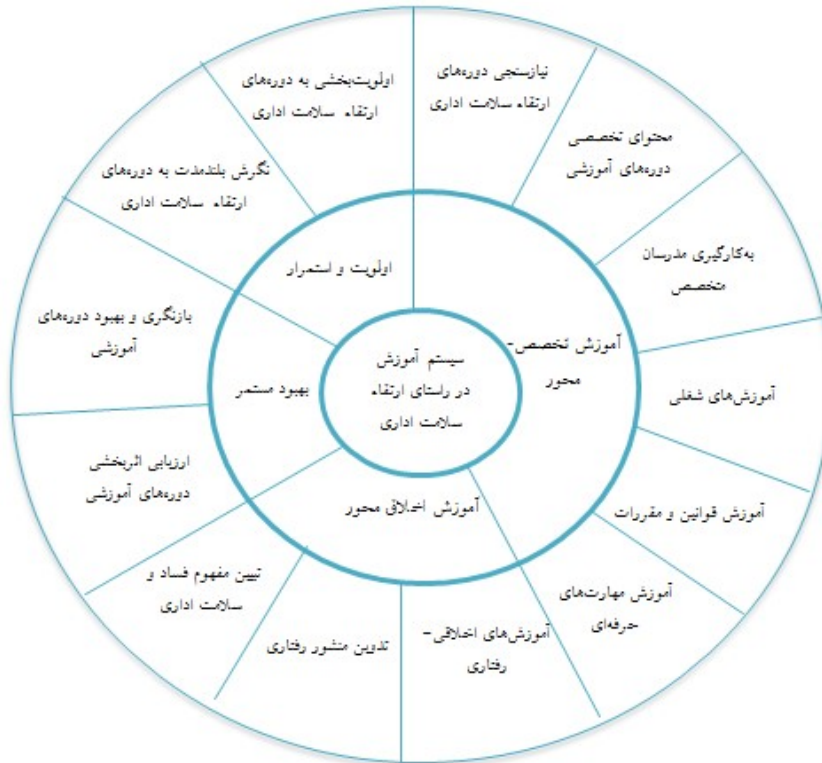 نیازسنجی دوره‌های
ارتقاء سلامت اداری
محتوای تخصصی
دوره‌های آموزشی
به‌کارگیری مدرسان
متخصص
آموزش‌های شغلی
آموزش قوانین و مقررات
آموزش مهارت‌های
حرفه‌ای
آموزش‌های اخلاقی-
رفتاری
تدوین منشور رفتاری
تبیین مفهوم فساد و
سلامت اداری
ارزیابی اثربخشی
دوره‌های آموزشی
بازنگری و بهبود دوره‌های
آموزشی
نگرش بلندمدت به دوره‌های
ارتقاء سلامت اداری
اولویت‌بخشی به دوره‌های
ارتقاء سلامت اداری
اولویت و استمرار
آموزش تخصص-
محور
آموزش اخلاق محور
بهبود مستمر
سیستم آموزش
در راستای ارتقاء
سلامت اداری